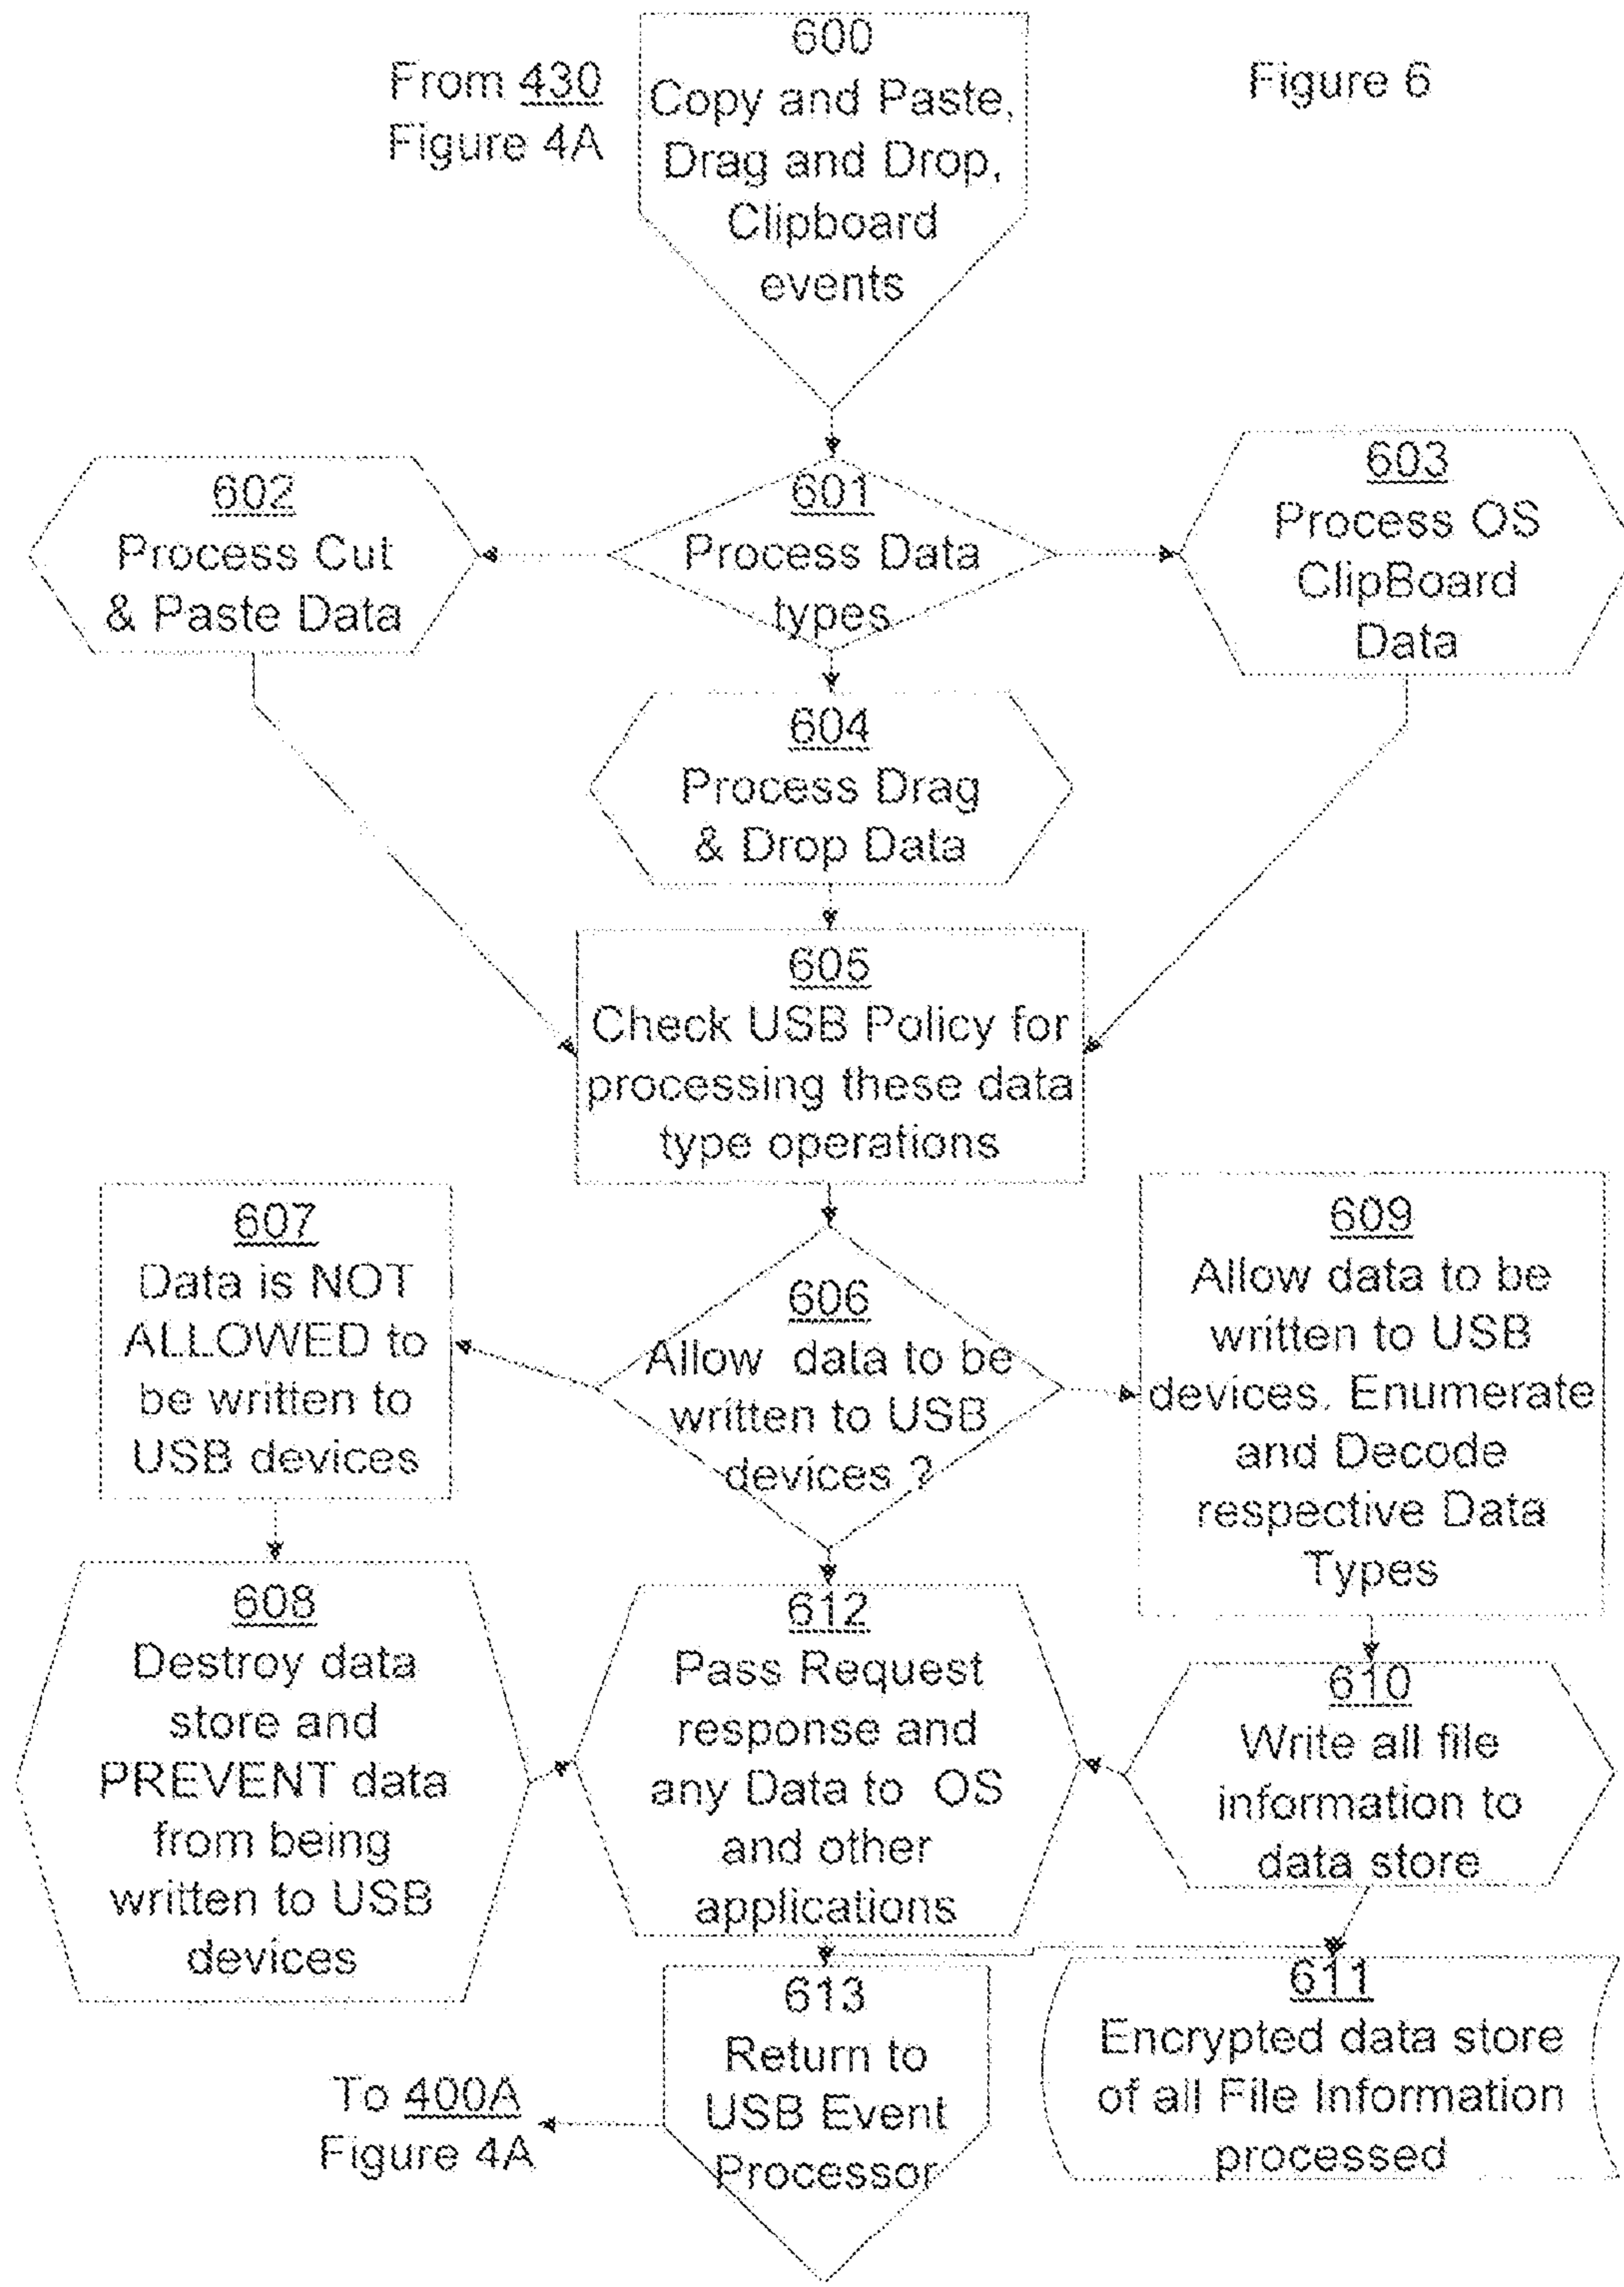 From 430
Figure 4A
600
Copy and Paste,
Drag and Drop,
Clipboard
events
Figure 6
602
Process Cut
& Paste Data
601
Process Data
types
603
Process OS
ClipBoard
Data
604
Process Drag
& Drop Data
605
Check USB Policy for
processing these data
type operations
607
Data is NOT
ALLOWED to
be written to
USB devices
606
Allow data to be
written to USB
devices ?
609
Allow data to be
written to USB
devices. Enumerate
and Decode
respective Data
Types
608
Destroy data
store and
PREVENT data
from being
written to USB
devices
612
Pass Request
response and
any Data to OS
and other
applications
610
Write all file
information to
data store
613
Return to
USB Event
Processor
611
Encrypted data store
of all File Information
processed
To 400A
Figure 4A